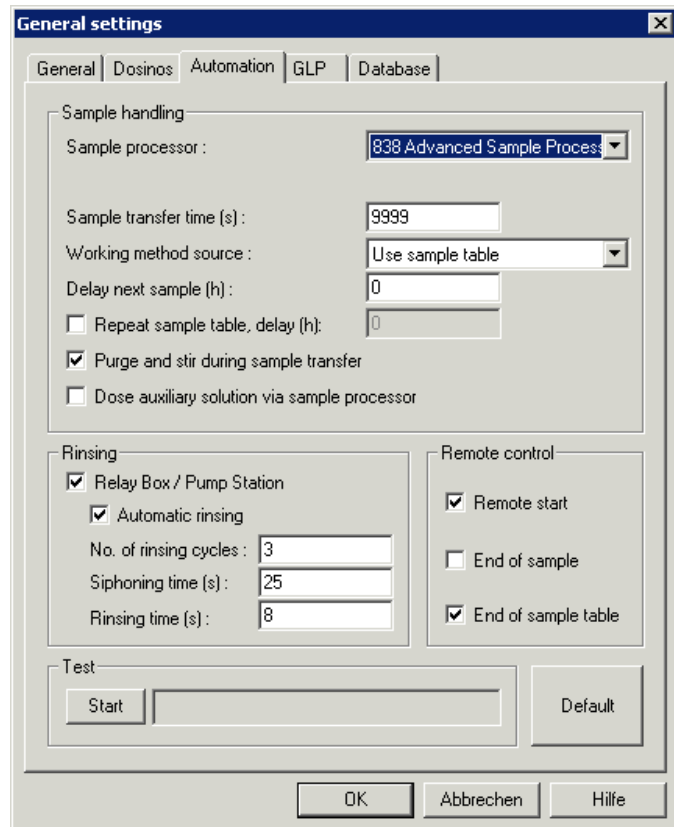 General settings
General Dosinos Automation GLP Database
Sample handling
Sample processor : 838 Advanced Sample Process
Sample transfer time (s) : 9999
Working method source : Use sample table
Delay next sample (h) : 0
Repeat sample table, delay (h): 0
Purge and stir during sample transfer
Dose auxiliary solution via sample processor
Rinsing
Relay Box / Pump Station
Automatic rinsing
No. of rinsing cycles : 3
Siphoning time (s) : 25
Rinsing time (s) : 8
Remote control
Remote start
End of sample
End of sample table
Test
Start
Default
OK Abbrechen Hilfe